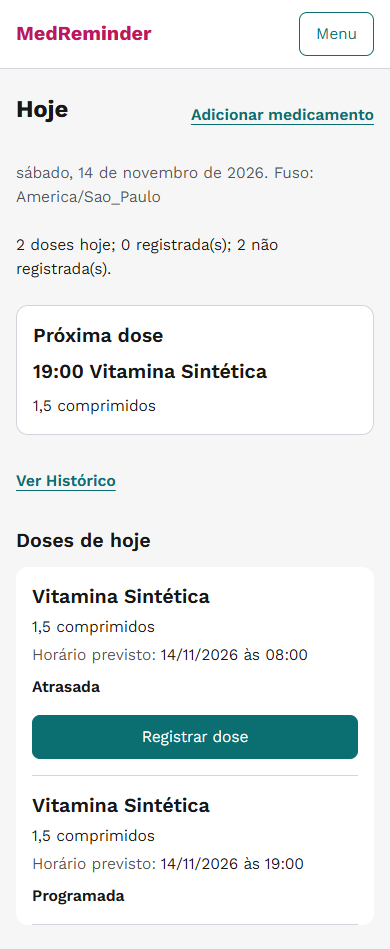 MedReminder
Menu
Hoje
Adicionar medicamento
sábado, 14 de novembro de 2026. Fuso:
America/Sao_Paulo
2 doses hoje; 0 registrada(s); 2 não
registrada(s).
Próxima dose
19:00 Vitamina Sintética
1,5 comprimidos
Ver Histórico
Doses de hoje
Vitamina Sintética
1,5 comprimidos
Horário previsto: 14/11/2026 às 08:00
Atrasada
Registrar dose
Vitamina Sintética
1,5 comprimidos
Horário previsto: 14/11/2026 às 19:00
Programada